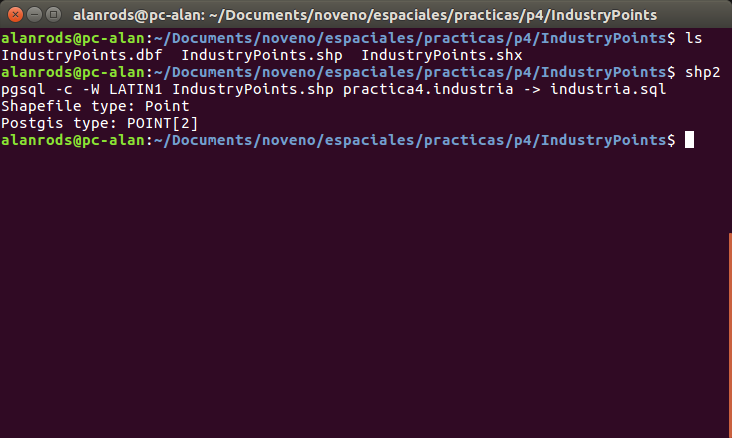 alanrods@pc-alan: ~/Documents/noveno/espaciales/practicas/p4/IndustryPoints
alanrods@pc-alan:~/Documents/noveno/espaciales/practicas/p4/IndustryPoints$ ls
IndustryPoints.dbf  IndustryPoints.shp  IndustryPoints.shx
alanrods@pc-alan:~/Documents/noveno/espaciales/practicas/p4/IndustryPoints$ shp2
pgsql -c -W LATIN1 IndustryPoints.shp practica4.industria -> industria.sql
Shapefile type: Point
Postgis type: POINT[2]
alanrods@pc-alan:~/Documents/noveno/espaciales/practicas/p4/IndustryPoints$